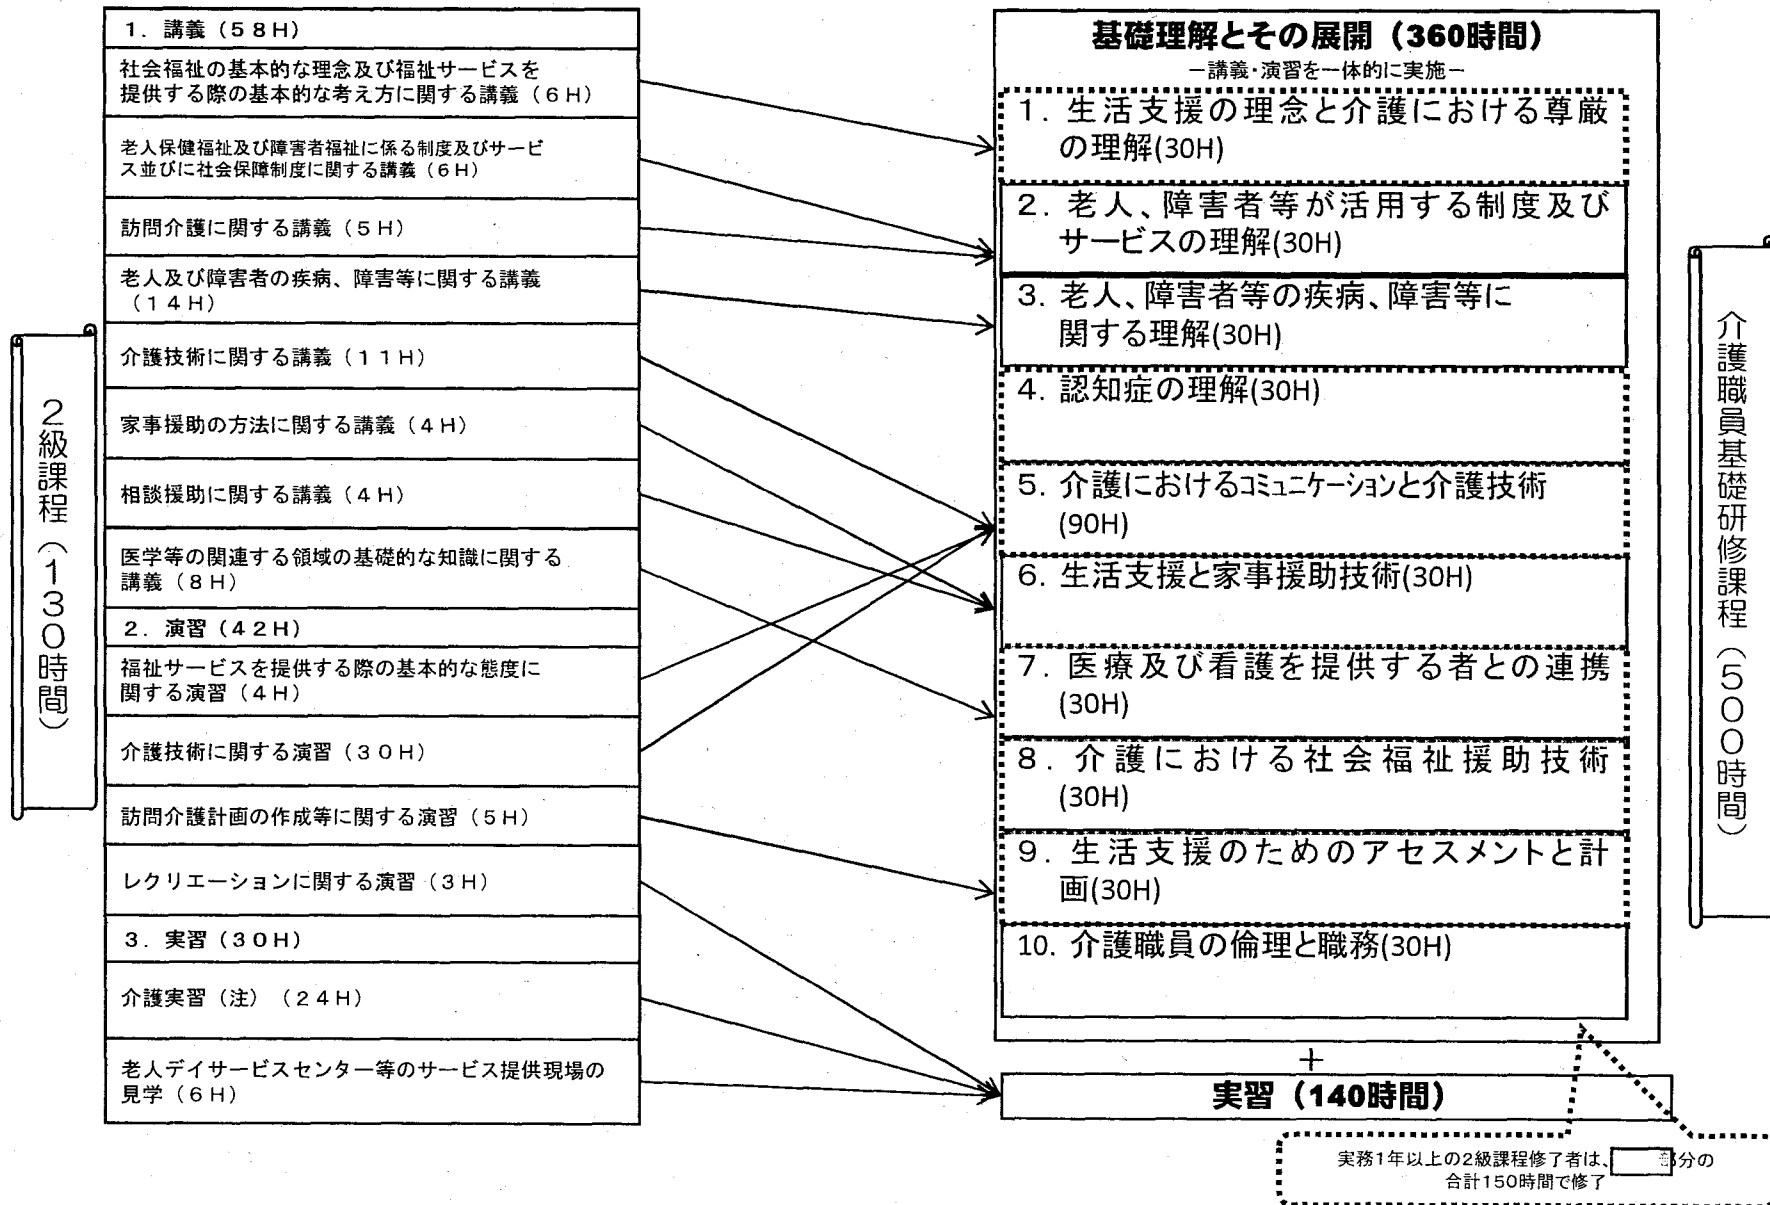 2級課程（130時間）
1. 講義（58H）
社会福祉の基本的な理念及び福祉サービスを
提供する際の基本的な考え方に関する講義（6H）
老人保健福祉及び障害者福祉に係る制度及びサービ
ス並びに社会保障制度に関する講義（6H）
訪問介護に関する講義（5H）
老人及び障害者の疾病、障害等に関する講義
（14H）
介護技術に関する講義（11H）
家事援助の方法に関する講義（4H）
相談援助に関する講義（4H）
医学等の関連する領域の基礎的な知識に関する
講義（8H）
2. 演習（42H）
福祉サービスを提供する際の基本的な態度に
関する演習（4H）
介護技術に関する演習（30H）
訪問介護計画の作成等に関する演習（5H）
レクリエーションに関する演習（3H）
3. 実習（30H）
介護実習（注）（24H）
老人デイサービスセンター等のサービス提供現場の
見学（6H）
基礎理解とその展開（360時間）
－講義・演習を一体的に実施－
1. 生活支援の理念と介護における尊厳
の理解(30H)
2. 老人、障害者等が活用する制度及び
サービスの理解(30H)
3. 老人、障害者等の疾病、障害等に
関する理解(30H)
4. 認知症の理解(30H)
5. 介護におけるコミュニケーションと介護技術
(90H)
6. 生活支援と家事援助技術(30H)
7. 医療及び看護を提供する者との連携
(30H)
8. 介護における社会福祉援助技術
(30H)
9. 生活支援のためのアセスメントと計
画(30H)
10. 介護職員の倫理と職務(30H)
＋
実習（140時間）
実務1年以上の2級課程修了者は、 部分の
合計150時間で修了
介護職員基礎研修課程（500時間）